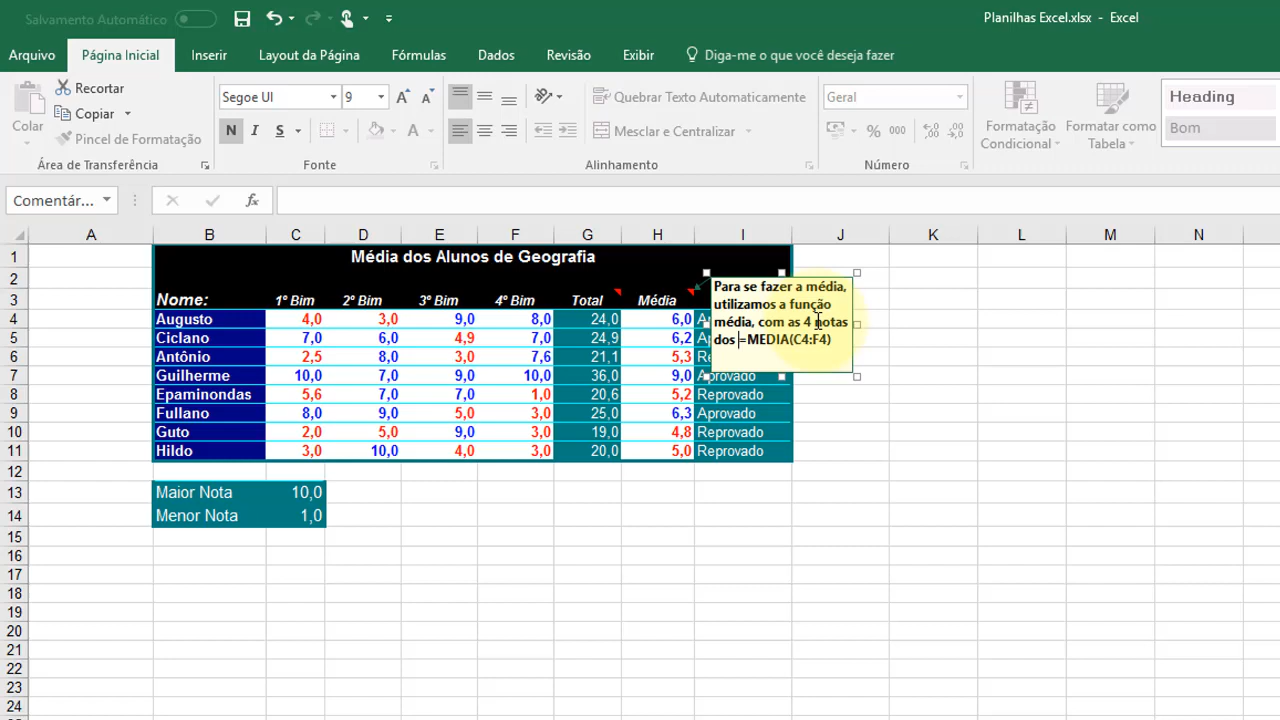 Salvamento Automático
Planilhas Excel.xlsx - Excel
Arquivo Página Inicial Inserir Layout da Página Fórmulas Dados Revisão Exibir Diga-me o que você deseja fazer
Colar
Recortar
Copiar
Pincel de Formatação
Área de Transferência
Segoe UI 9
N I S
Fonte
Quebrar Texto Automaticamente
Mesclar e Centralizar
Alinhamento
Geral
% 000
Número
Formatação Condicional
Formatar como Tabela
Heading
Bom
Comentár... fx
A B C D E F G H I J K L M N
1 Média dos Alunos de Geografia
2
3 Nome: 1º Bim 2º Bim 3º Bim 4º Bim Total Média
4 Augusto 4,0 3,0 9,0 8,0 24,0 6,0
5 Ciclano 7,0 6,0 4,9 7,0 24,9 6,2
6 Antônio 2,5 8,0 3,0 7,6 21,1 5,3
7 Guilherme 10,0 7,0 9,0 10,0 36,0 9,0 Aprovado
8 Epaminondas 5,6 7,0 7,0 1,0 20,6 5,2 Reprovado
9 Fullano 8,0 9,0 5,0 3,0 25,0 6,3 Aprovado
10 Guto 2,0 5,0 9,0 3,0 19,0 4,8 Reprovado
11 Hildo 3,0 10,0 4,0 3,0 20,0 5,0 Reprovado
12
13 Maior Nota 10,0
14 Menor Nota 1,0
15
16
17
18
19
20
21
22
23
24
Para se fazer a média,
utilizamos a função
média, com as 4 notas
dos =MEDIA(C4:F4)